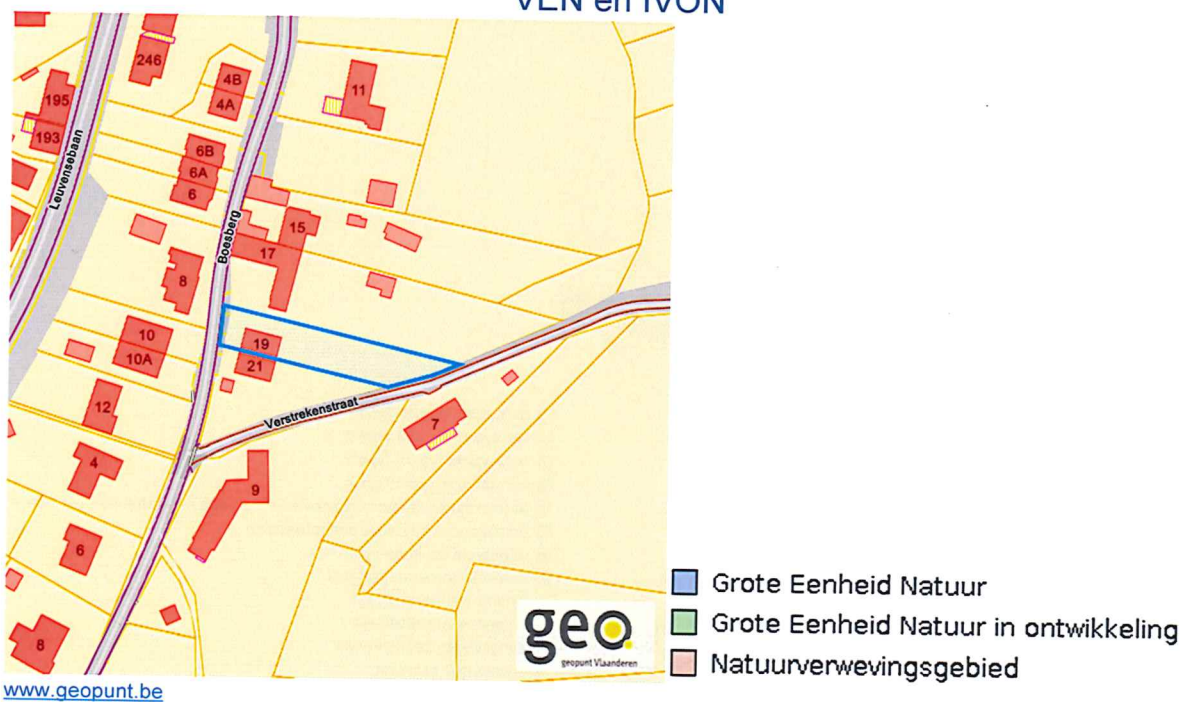 VEN en IVON
246
4B
4A
11
195
193
Leuvensebaan
6B
6A
6
Boesberg
15
17
8
10
10A
19
21
12
Verstrekenstraat
7
4
9
6
8
geo
geopunt Vlaanderen
Grote Eenheid Natuur
Grote Eenheid Natuur in ontwikkeling
Natuurverwevingsgebied
www.geopunt.be